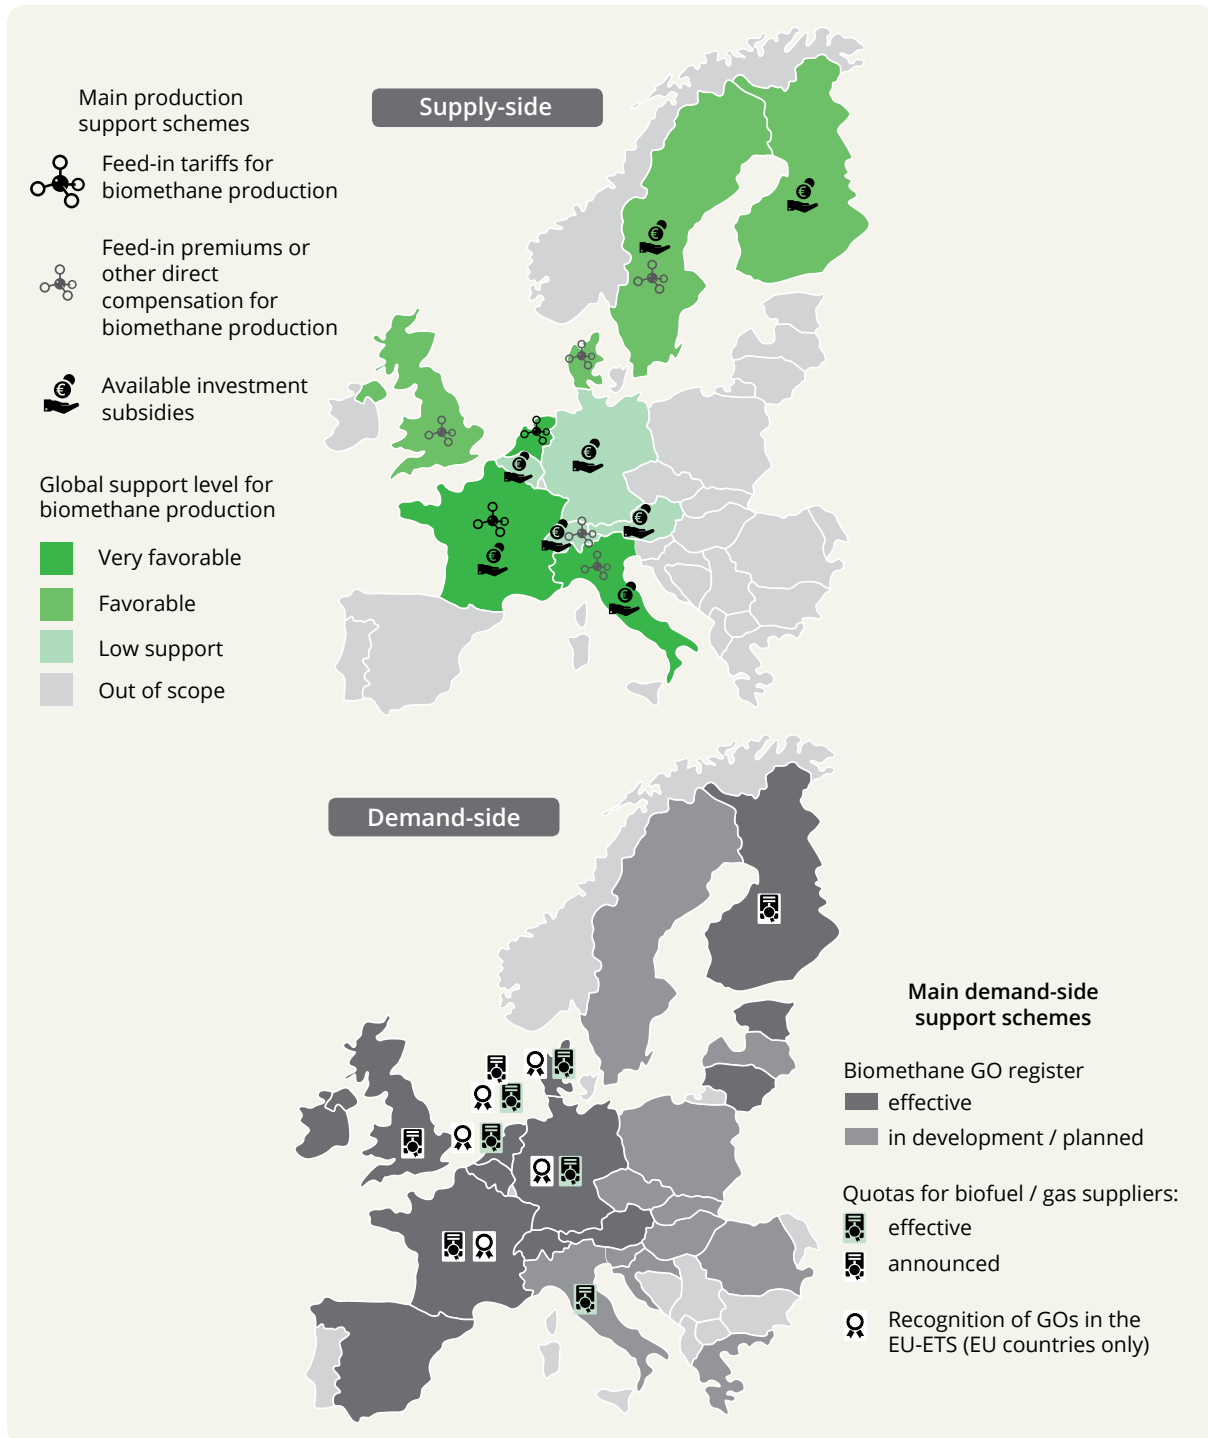 Main production
support schemes
Feed-in tariffs for
biomethane production
Feed-in premiums or
other direct
compensation for
biomethane production
Available investment
subsidies
Global support level for
biomethane production
Very favorable
Favorable
Low support
Out of scope
Supply-side
Demand-side
Main demand-side
support schemes
Biomethane GO register
effective
in development / planned
Quotas for biofuel / gas suppliers:
effective
announced
Recognition of GOs in the
EU-ETS (EU countries only)